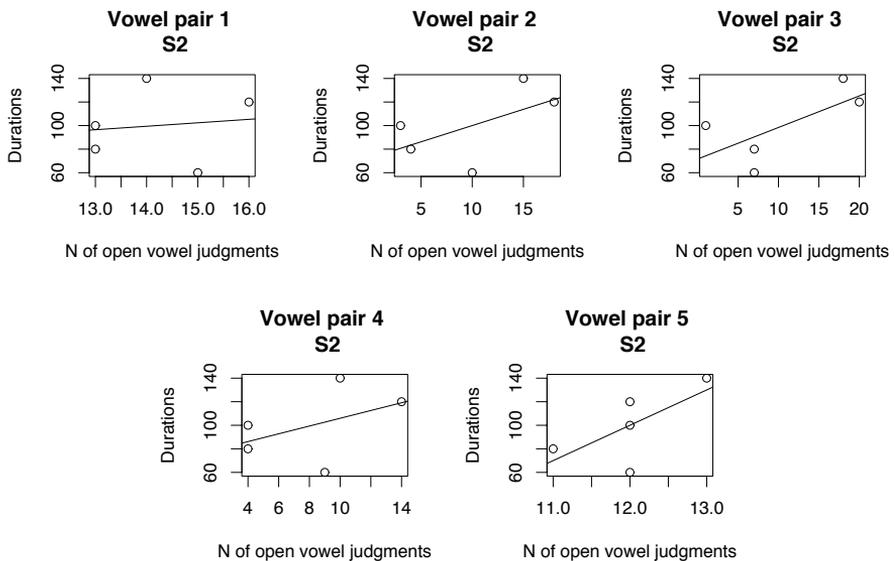 Vowel pair 1
S2
Durations
60 100 140
13.0 14.0 15.0 16.0
N of open vowel judgments
Vowel pair 2
S2
Durations
60 100 140
5 10 15
N of open vowel judgments
Vowel pair 3
S2
Durations
60 100 140
5 10 15 20
N of open vowel judgments
Vowel pair 4
S2
Durations
60 100 140
4 6 8 10 14
N of open vowel judgments
Vowel pair 5
S2
Durations
60 100 140
11.0 12.0 13.0
N of open vowel judgments